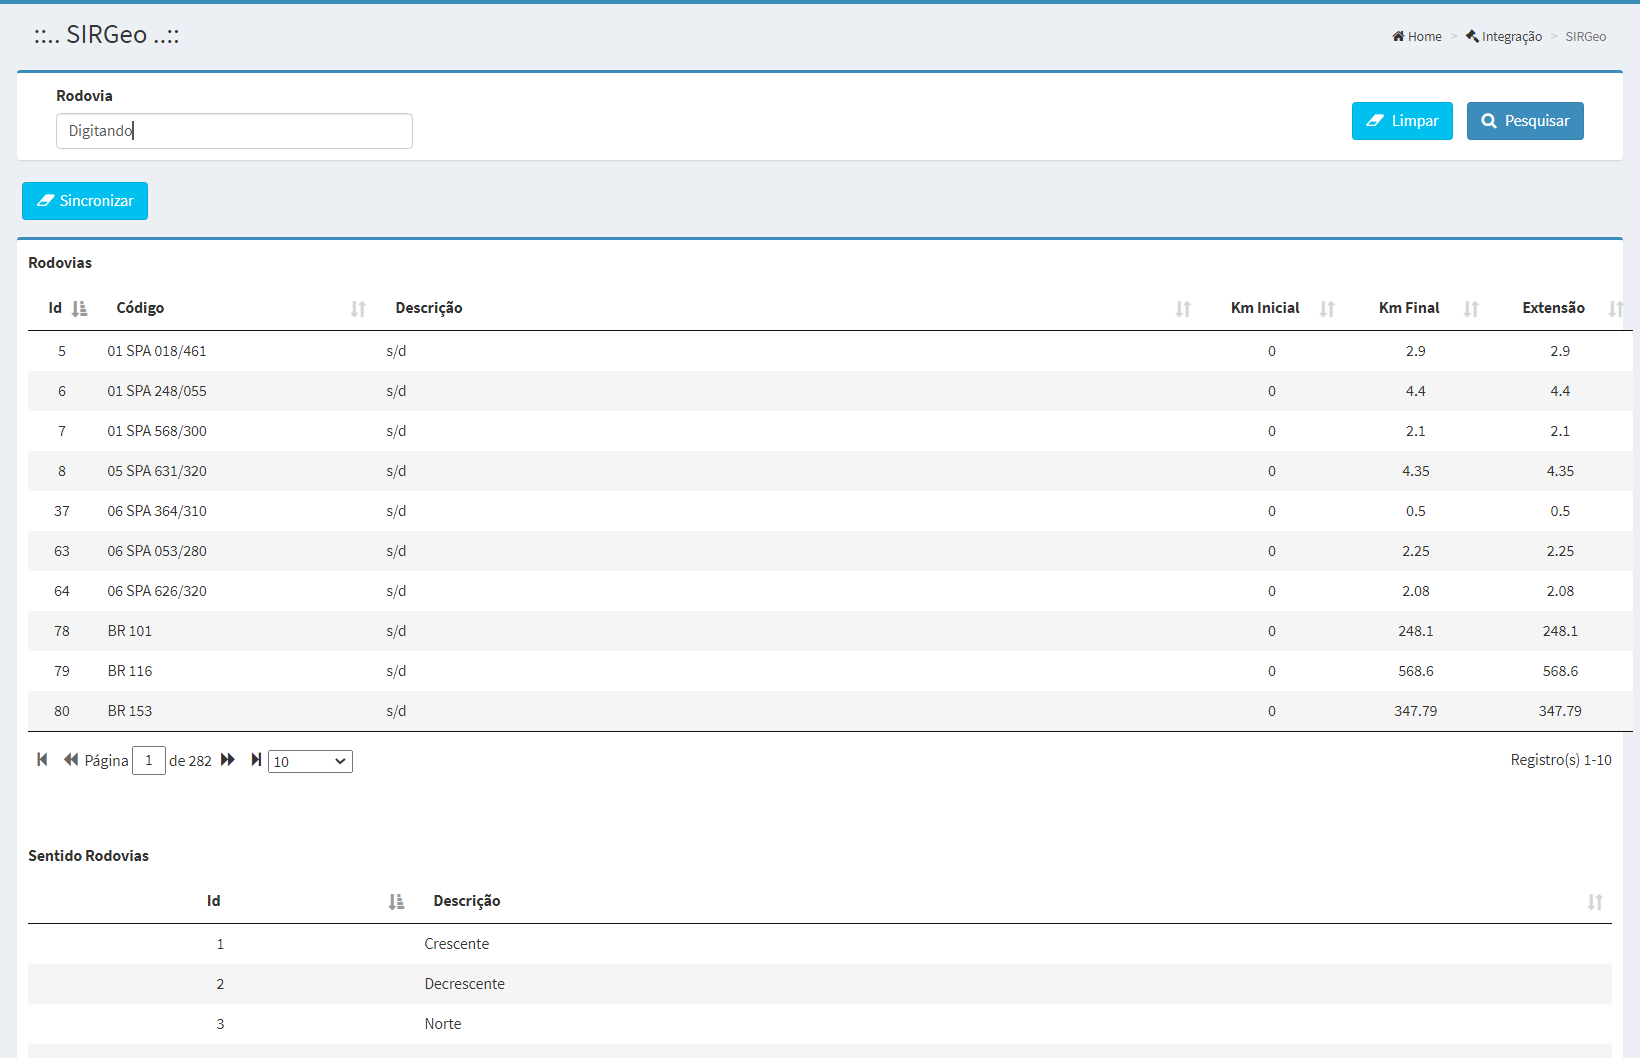 ::.. SIRGeo ..::
Home > Integração > SIRGeo
Rodovia
Digitando
Limpar Pesquisar
Sincronizar
Rodovias
Id Código Descrição Km Inicial Km Final Extensão
5 01 SPA 018/461 s/d 0 2.9 2.9
6 01 SPA 248/055 s/d 0 4.4 4.4
7 01 SPA 568/300 s/d 0 2.1 2.1
8 05 SPA 631/320 s/d 0 4.35 4.35
37 06 SPA 364/310 s/d 0 0.5 0.5
63 06 SPA 053/280 s/d 0 2.25 2.25
64 06 SPA 626/320 s/d 0 2.08 2.08
78 BR 101 s/d 0 248.1 248.1
79 BR 116 s/d 0 568.6 568.6
80 BR 153 s/d 0 347.79 347.79
Página 1 de 282 10 Registro(s) 1-10
Sentido Rodovias
Id Descrição
1 Crescente
2 Decrescente
3 Norte